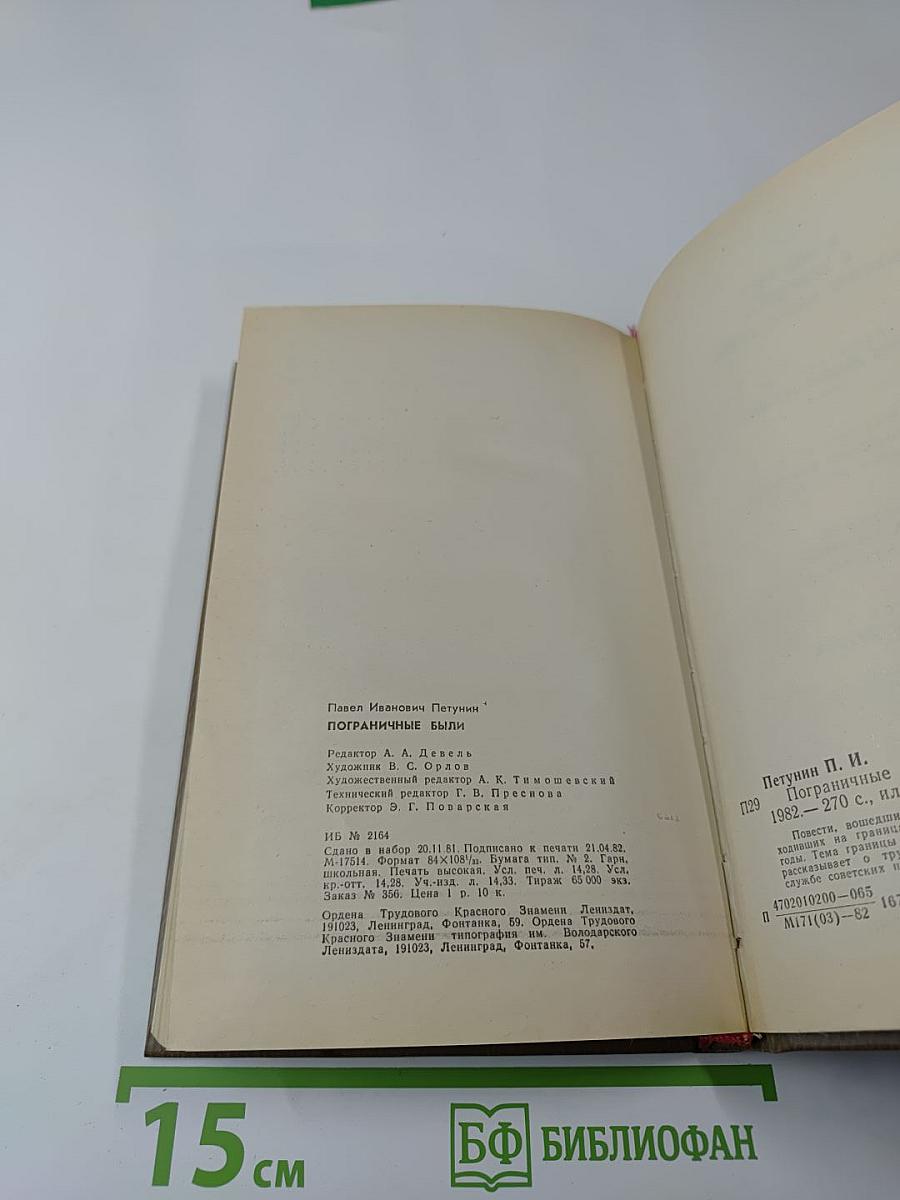 Павел Иванович Петунин
ПОГРАНИЧНЫЕ БЫЛИ
Редактор А. А. Девель
Художник В. С. Орлов
Художественный редактор А. К. Тимошевский
Технический редактор Г. В. Преснова
Корректор Э. Г. Поварская
ИБ № 2164
Сдано в набор 20.11.81. Подписано к печати 21.04.82.
М-17514. Формат 84×108¹/₃₂. Бумага тип. № 2. Гарн.
школьная. Печать высокая. Усл. печ. л. 14,28. Усл.
кр.-отт. 14,28. Уч.-изд. л. 14,33. Тираж 65 000 экз.
Заказ № 356. Цена 1 р. 10 к.
Ордена Трудового Красного Знамени Лениздат,
191023, Ленинград, Фонтанка, 59. Ордена Трудового
Красного Знамени типография им. Володарского
Лениздата, 191023, Ленинград, Фонтанка, 57.
Петунин П. И.
П29 Пограничные
1982.— 270 с., ил
Повести, вошедши
ходивших на границ
годы. Тема границы
рассказывает о тру
службе советских п
П 4702010200—065
М171(03)—82 167
15 см
БФ БИБЛИОФАН